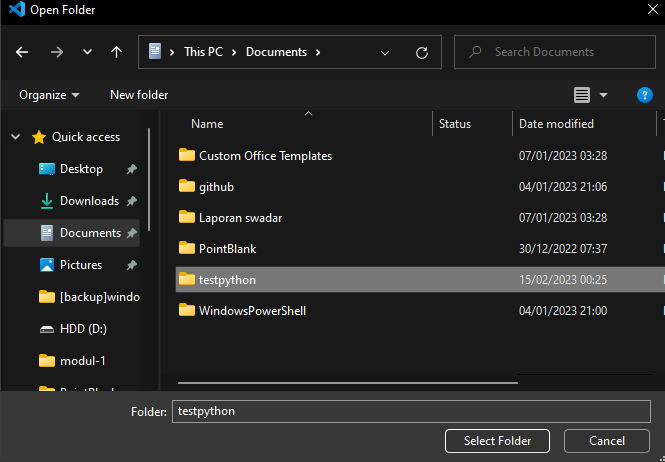 Open Folder
This PC > Documents >
Search Documents
Organize
New folder
Name
Status
Date modified
Quick access
Desktop
Downloads
Documents
Pictures
[backup]windo
HDD (D:)
modul-1
Custom Office Templates 07/01/2023 03:28
github 04/01/2023 21:06
Laporan swadar 07/01/2023 03:28
PointBlank 30/12/2022 07:37
testpython 15/02/2023 00:25
WindowsPowerShell 04/01/2023 21:00
Folder: testpython
Select Folder
Cancel